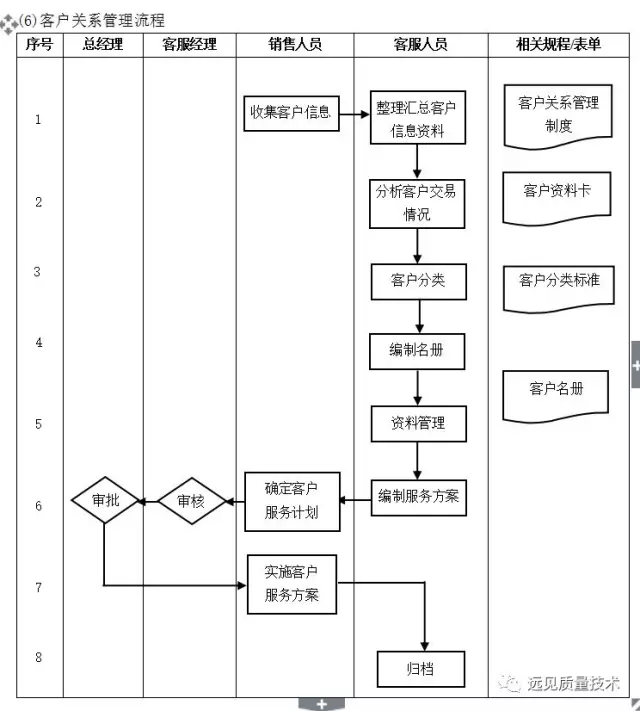 (6)客户关系管理流程
序号 总经理 客服经理 销售人员 客服人员 相关规程/表单
1
收集客户信息
整理汇总客户
信息资料
客户关系管理
制度
2
分析客户交易
情况
客户资料卡
3
客户分类
客户分类标准
4
编制名册
客户名册
5
资料管理
6
审批
审核
确定客户
服务计划
编制服务方案
7
实施客户
服务方案
8
归档
远见质量技术